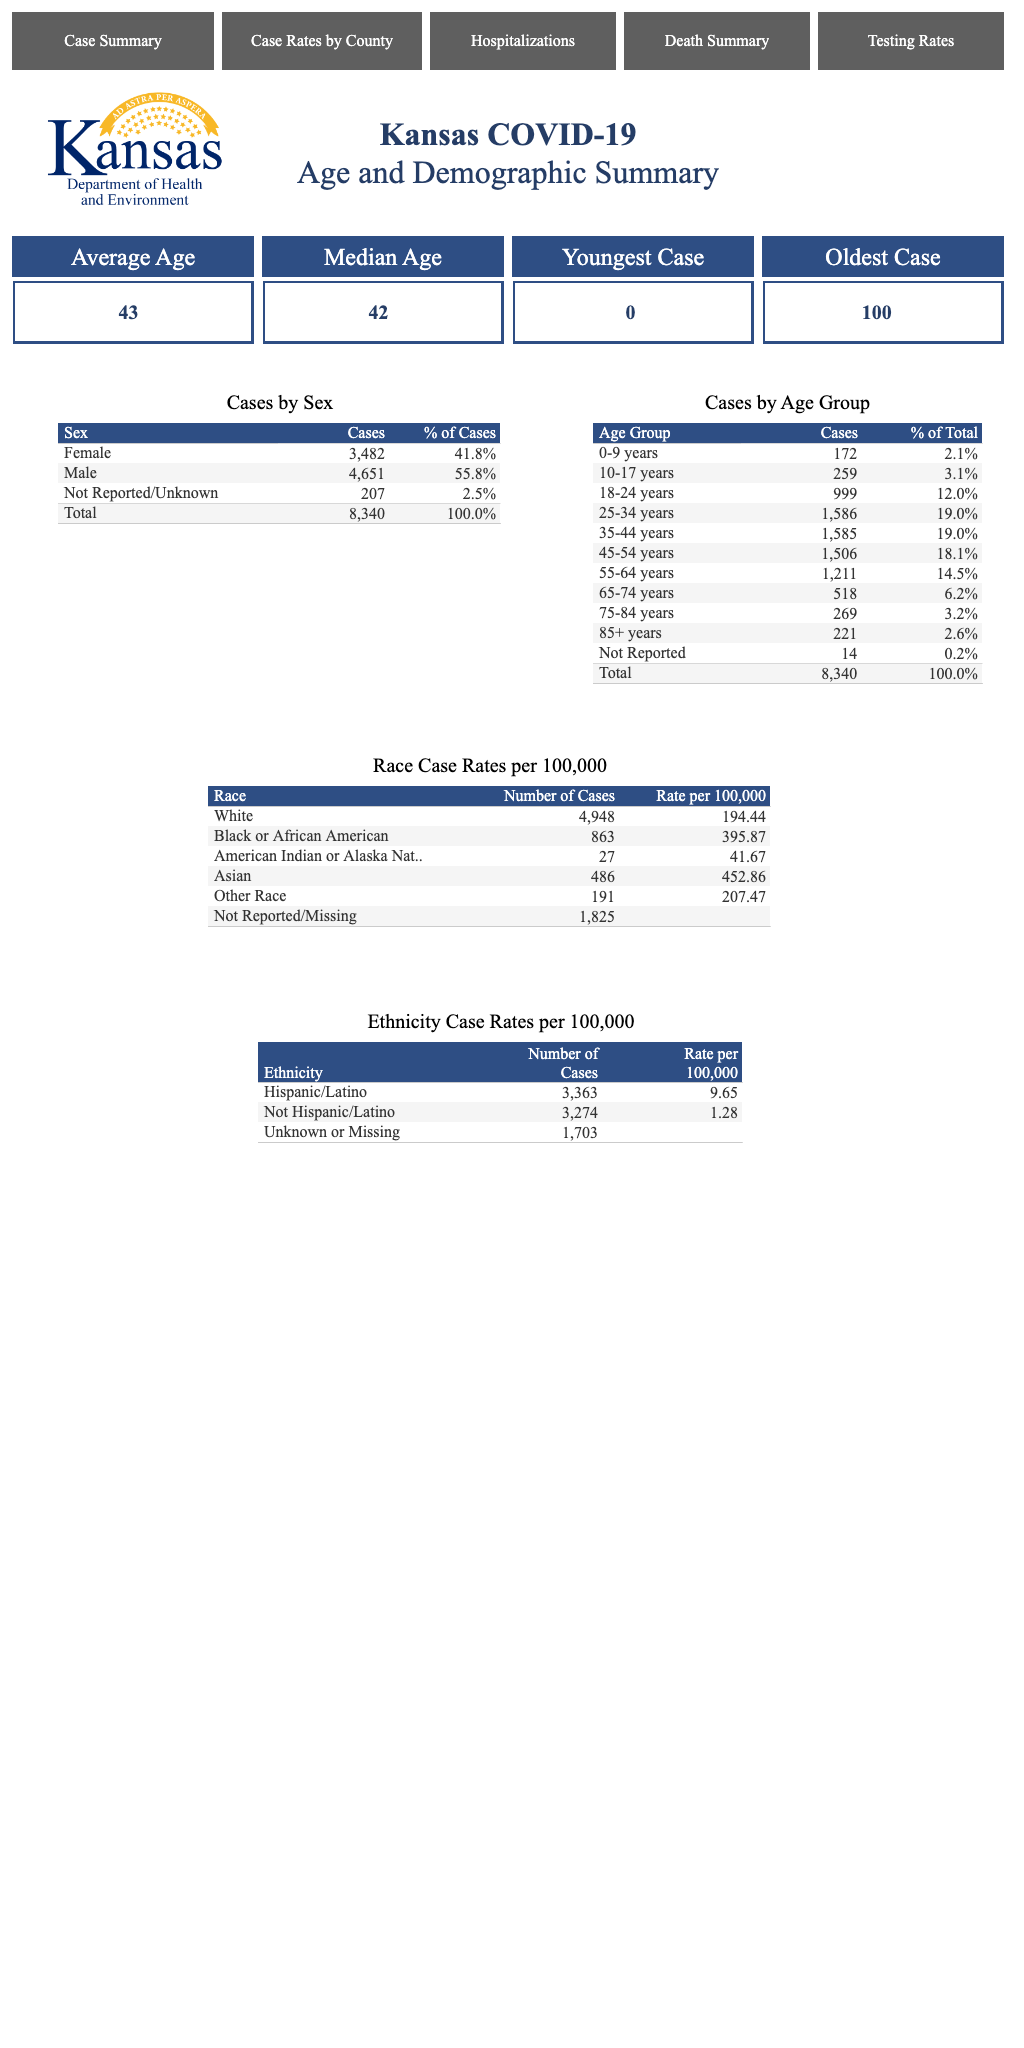 Case Summary Case Rates by County Hospitalizations Death Summary Testing Rates
AD ASTRA PER ASPERA
Kansas
Department of Health
and Environment
Kansas COVID-19
Age and Demographic Summary
Average Age Median Age Youngest Case Oldest Case
43 42 0 100
Cases by Sex
Sex Cases % of Cases
Female 3,482 41.8%
Male 4,651 55.8%
Not Reported/Unknown 207 2.5%
Total 8,340 100.0%
Cases by Age Group
Age Group Cases % of Total
0-9 years 172 2.1%
10-17 years 259 3.1%
18-24 years 999 12.0%
25-34 years 1,586 19.0%
35-44 years 1,585 19.0%
45-54 years 1,506 18.1%
55-64 years 1,211 14.5%
65-74 years 518 6.2%
75-84 years 269 3.2%
85+ years 221 2.6%
Not Reported 14 0.2%
Total 8,340 100.0%
Race Case Rates per 100,000
Race Number of Cases Rate per 100,000
White 4,948 194.44
Black or African American 863 395.87
American Indian or Alaska Nat.. 27 41.67
Asian 486 452.86
Other Race 191 207.47
Not Reported/Missing 1,825
Ethnicity Case Rates per 100,000
Number of Rate per
Ethnicity Cases 100,000
Hispanic/Latino 3,363 9.65
Not Hispanic/Latino 3,274 1.28
Unknown or Missing 1,703